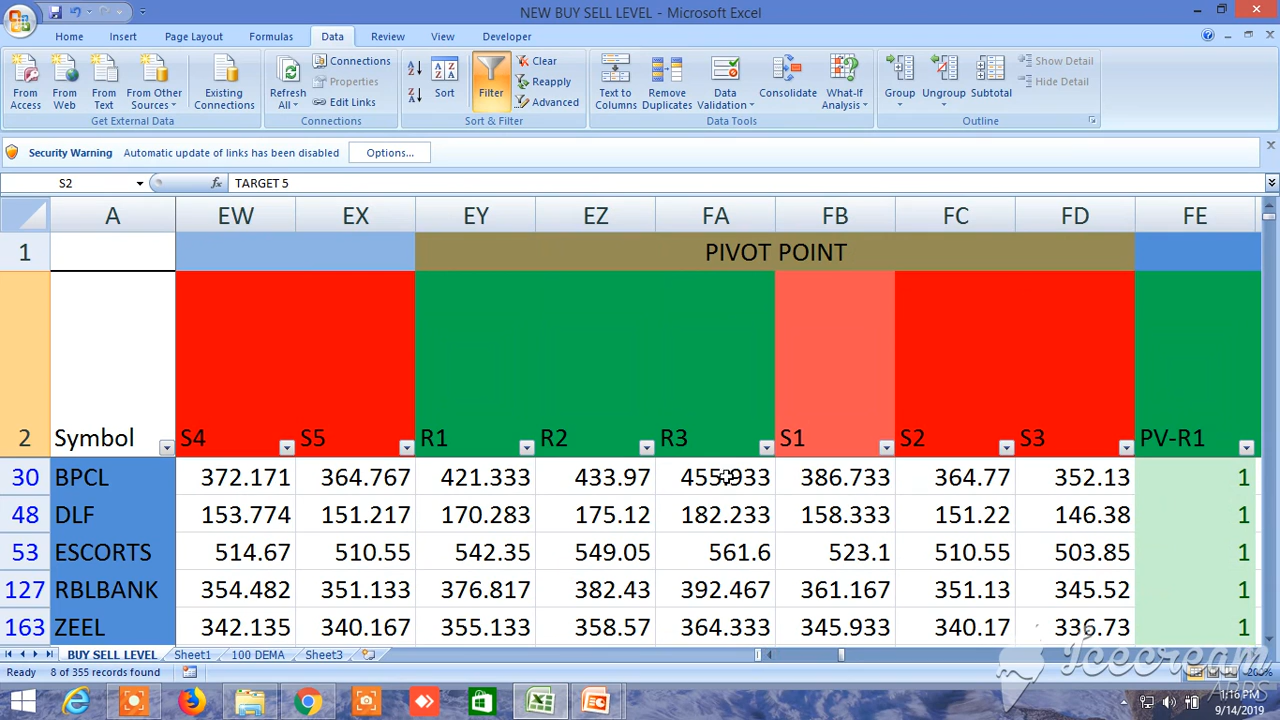 NEW BUY SELL LEVEL - Microsoft Excel
Home Insert Page Layout Formulas Data Review View Developer
From Access From Web From Text From Other Sources Existing Connections Refresh All Connections Properties Edit Links Sort Filter Clear Reapply Advanced Text to Columns Remove Duplicates Data Validation Consolidate What-If Analysis Group Ungroup Subtotal Show Detail Hide Detail
Get External Data Connections Sort & Filter Data Tools Outline
Security Warning Automatic update of links has been disabled Options...
S2 fx TARGET 5
A EW EX EY EZ FA FB FC FD FE
1 PIVOT POINT
2 Symbol S4 S5 R1 R2 R3 S1 S2 S3 PV-R1
30 BPCL 372.171 364.767 421.333 433.97 455.933 386.733 364.77 352.13 1
48 DLF 153.774 151.217 170.283 175.12 182.233 158.333 151.22 146.38 1
53 ESCORTS 514.67 510.55 542.35 549.05 561.6 523.1 510.55 503.85 1
127 RBLBANK 354.482 351.133 376.817 382.43 392.467 361.167 351.13 345.52 1
163 ZEEL 342.135 340.167 355.133 358.57 364.333 345.933 340.17 336.73 1
BUY SELL LEVEL Sheet1 100 DEMA Sheet3
Ready 8 of 355 records found 200%
Icecream
APPS
1:16 PM
9/14/2019